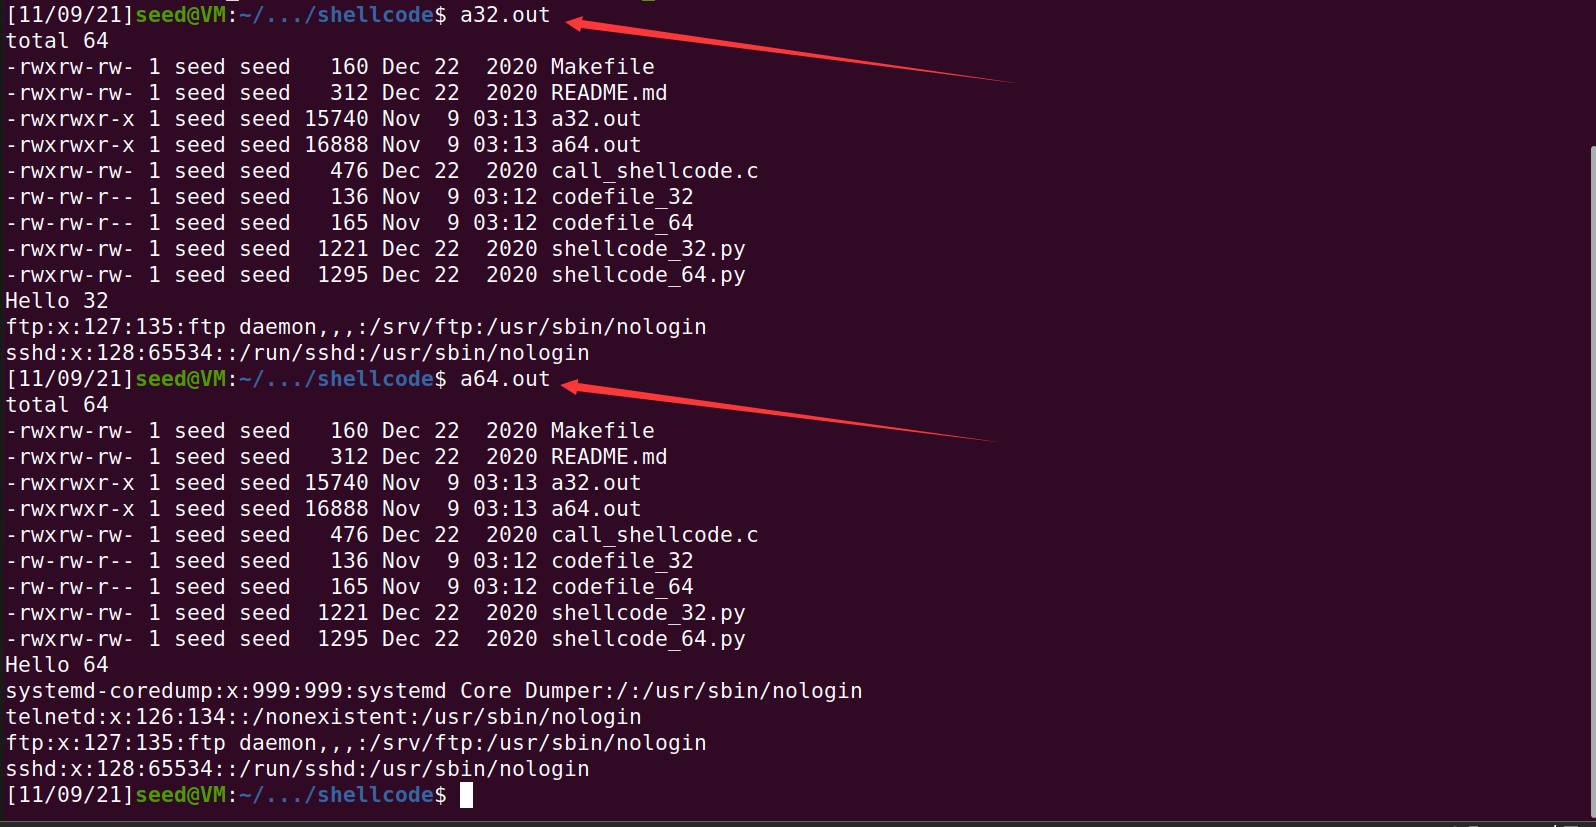 [11/09/21]seed@VM:~/.../shellcode$ a32.out
total 64
-rwxrw-rw- 1 seed seed   160 Dec 22  2020 Makefile
-rwxrw-rw- 1 seed seed   312 Dec 22  2020 README.md
-rwxrwxr-x 1 seed seed 15740 Nov  9 03:13 a32.out
-rwxrwxr-x 1 seed seed 16888 Nov  9 03:13 a64.out
-rwxrw-rw- 1 seed seed   476 Dec 22  2020 call_shellcode.c
-rw-rw-r-- 1 seed seed   136 Nov  9 03:12 codefile_32
-rw-rw-r-- 1 seed seed   165 Nov  9 03:12 codefile_64
-rwxrw-rw- 1 seed seed  1221 Dec 22  2020 shellcode_32.py
-rwxrw-rw- 1 seed seed  1295 Dec 22  2020 shellcode_64.py
Hello 32
ftp:x:127:135:ftp daemon,,,:/srv/ftp:/usr/sbin/nologin
sshd:x:128:65534::/run/sshd:/usr/sbin/nologin
[11/09/21]seed@VM:~/.../shellcode$ a64.out
total 64
-rwxrw-rw- 1 seed seed   160 Dec 22  2020 Makefile
-rwxrw-rw- 1 seed seed   312 Dec 22  2020 README.md
-rwxrwxr-x 1 seed seed 15740 Nov  9 03:13 a32.out
-rwxrwxr-x 1 seed seed 16888 Nov  9 03:13 a64.out
-rwxrw-rw- 1 seed seed   476 Dec 22  2020 call_shellcode.c
-rw-rw-r-- 1 seed seed   136 Nov  9 03:12 codefile_32
-rw-rw-r-- 1 seed seed   165 Nov  9 03:12 codefile_64
-rwxrw-rw- 1 seed seed  1221 Dec 22  2020 shellcode_32.py
-rwxrw-rw- 1 seed seed  1295 Dec 22  2020 shellcode_64.py
Hello 64
systemd-coredump:x:999:999:systemd Core Dumper:/:/usr/sbin/nologin
telnetd:x:126:134::/nonexistent:/usr/sbin/nologin
ftp:x:127:135:ftp daemon,,,:/srv/ftp:/usr/sbin/nologin
sshd:x:128:65534::/run/sshd:/usr/sbin/nologin
[11/09/21]seed@VM:~/.../shellcode$